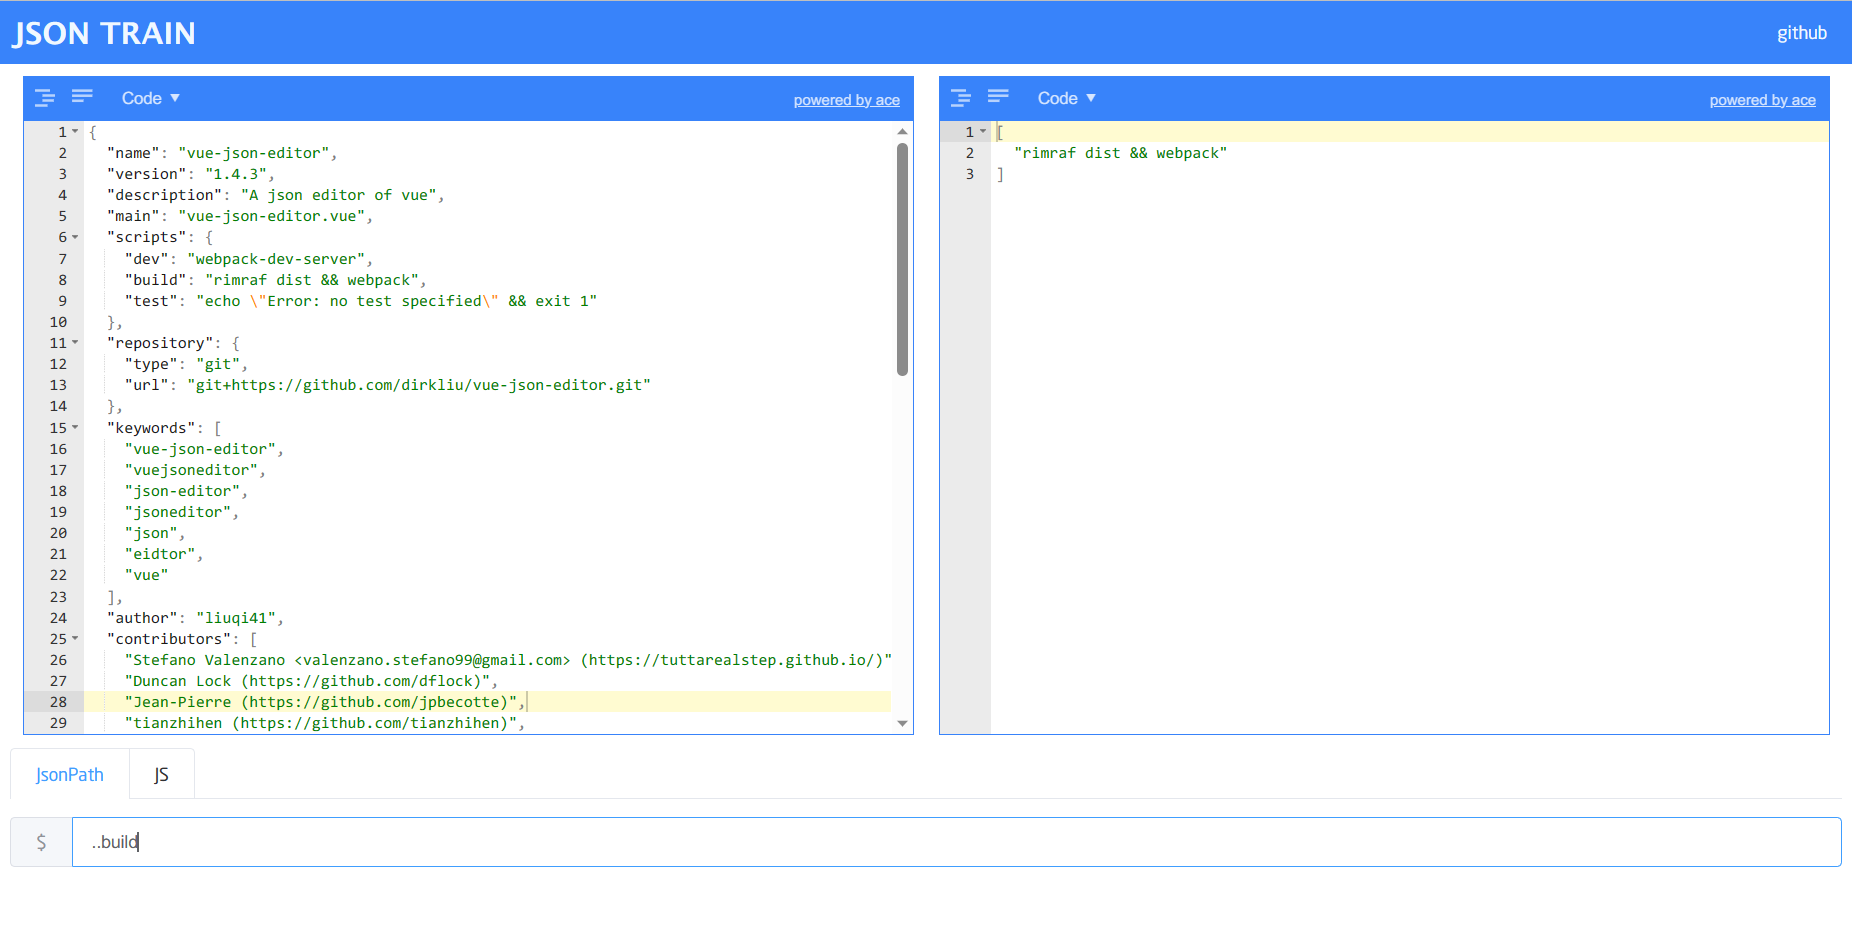 JSON TRAIN
github
Code
powered by ace
1 {
2   "name": "vue-json-editor",
3   "version": "1.4.3",
4   "description": "A json editor of vue",
5   "main": "vue-json-editor.vue",
6   "scripts": {
7     "dev": "webpack-dev-server",
8     "build": "rimraf dist && webpack",
9     "test": "echo \"Error: no test specified\" && exit 1"
10   },
11   "repository": {
12     "type": "git",
13     "url": "git+https://github.com/dirkliu/vue-json-editor.git"
14   },
15   "keywords": [
16     "vue-json-editor",
17     "vuejsoneditor",
18     "json-editor",
19     "jsoneditor",
20     "json",
21     "eidtor",
22     "vue"
23   ],
24   "author": "liuqi41",
25   "contributors": [
26     "Stefano Valenzano <valenzano.stefano99@gmail.com> (https://tuttarealstep.github.io/)"
27     "Duncan Lock (https://github.com/dflock)",
28     "Jean-Pierre (https://github.com/jpbecotte)",
29     "tianzhihen (https://github.com/tianzhihen)",
Code
powered by ace
1 [
2   "rimraf dist && webpack"
3 ]
JsonPath
JS
$
..build